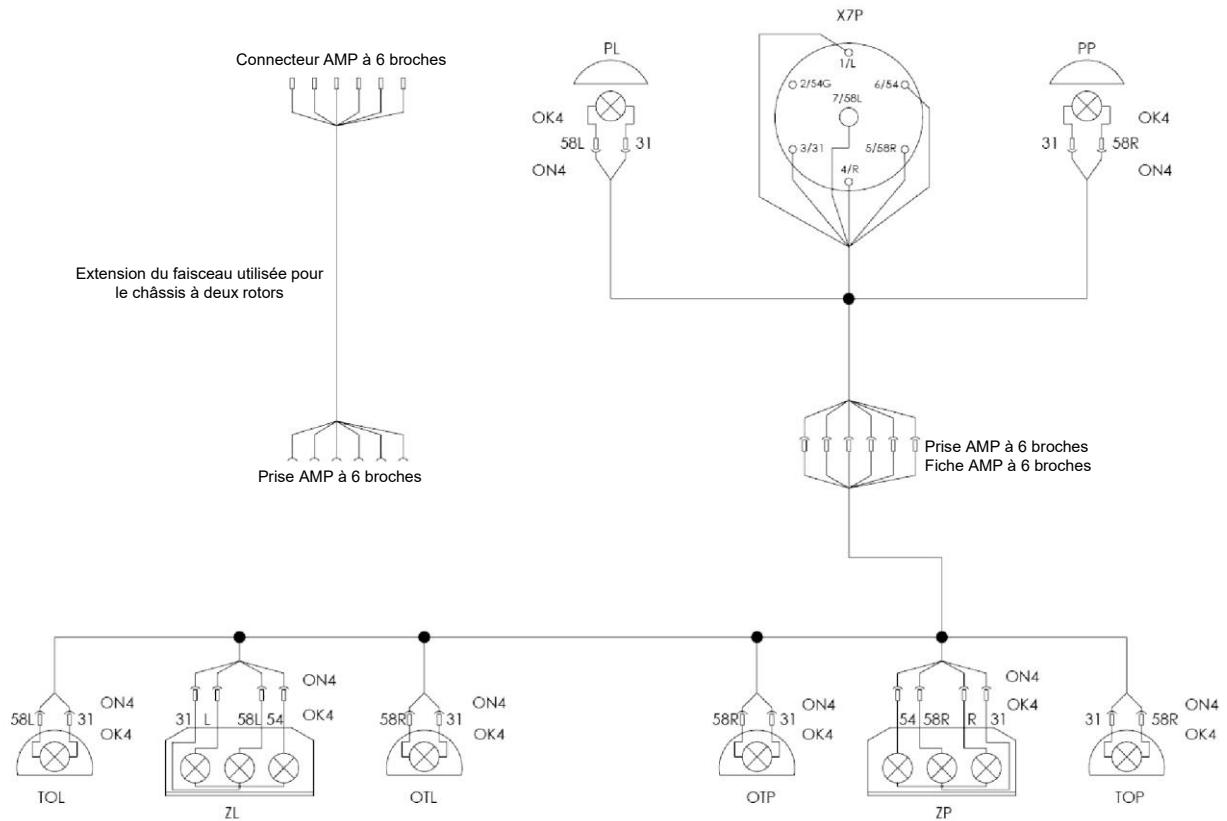 X7P
Connecteur AMP à 6 broches
PL
PP
1/L
2/54G
6/54
7/58L
3/31
5/58R
4/R
OK4
58L
31
ON4
OK4
31
58R
ON4
Extension du faisceau utilisée pour
le châssis à deux rotors
Prise AMP à 6 broches
Prise AMP à 6 broches
Fiche AMP à 6 broches
58L
31
ON4
OK4
TOL
31
L
58L
54
ON4
OK4
ZL
58R
31
ON4
OK4
OTL
58R
31
ON4
OK4
OTP
54
58R
R
31
ON4
OK4
ZP
31
58R
ON4
OK4
TOP